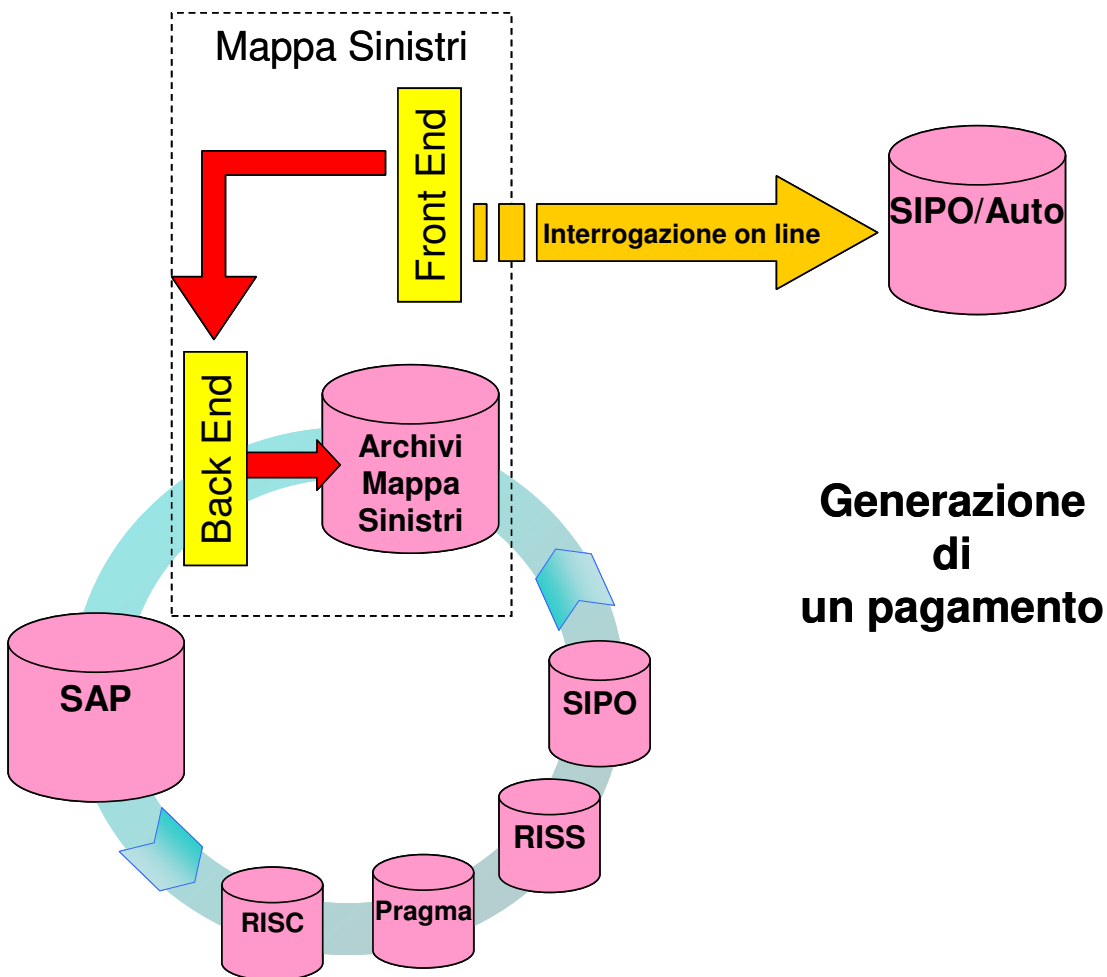 Mappa Sinistri
Front End
Interrogazione on line
SIPO/Auto
Back End
Archivi
Mappa
Sinistri
Generazione
di
un pagamento
SAP
SIPO
RISS
Pragma
RISC